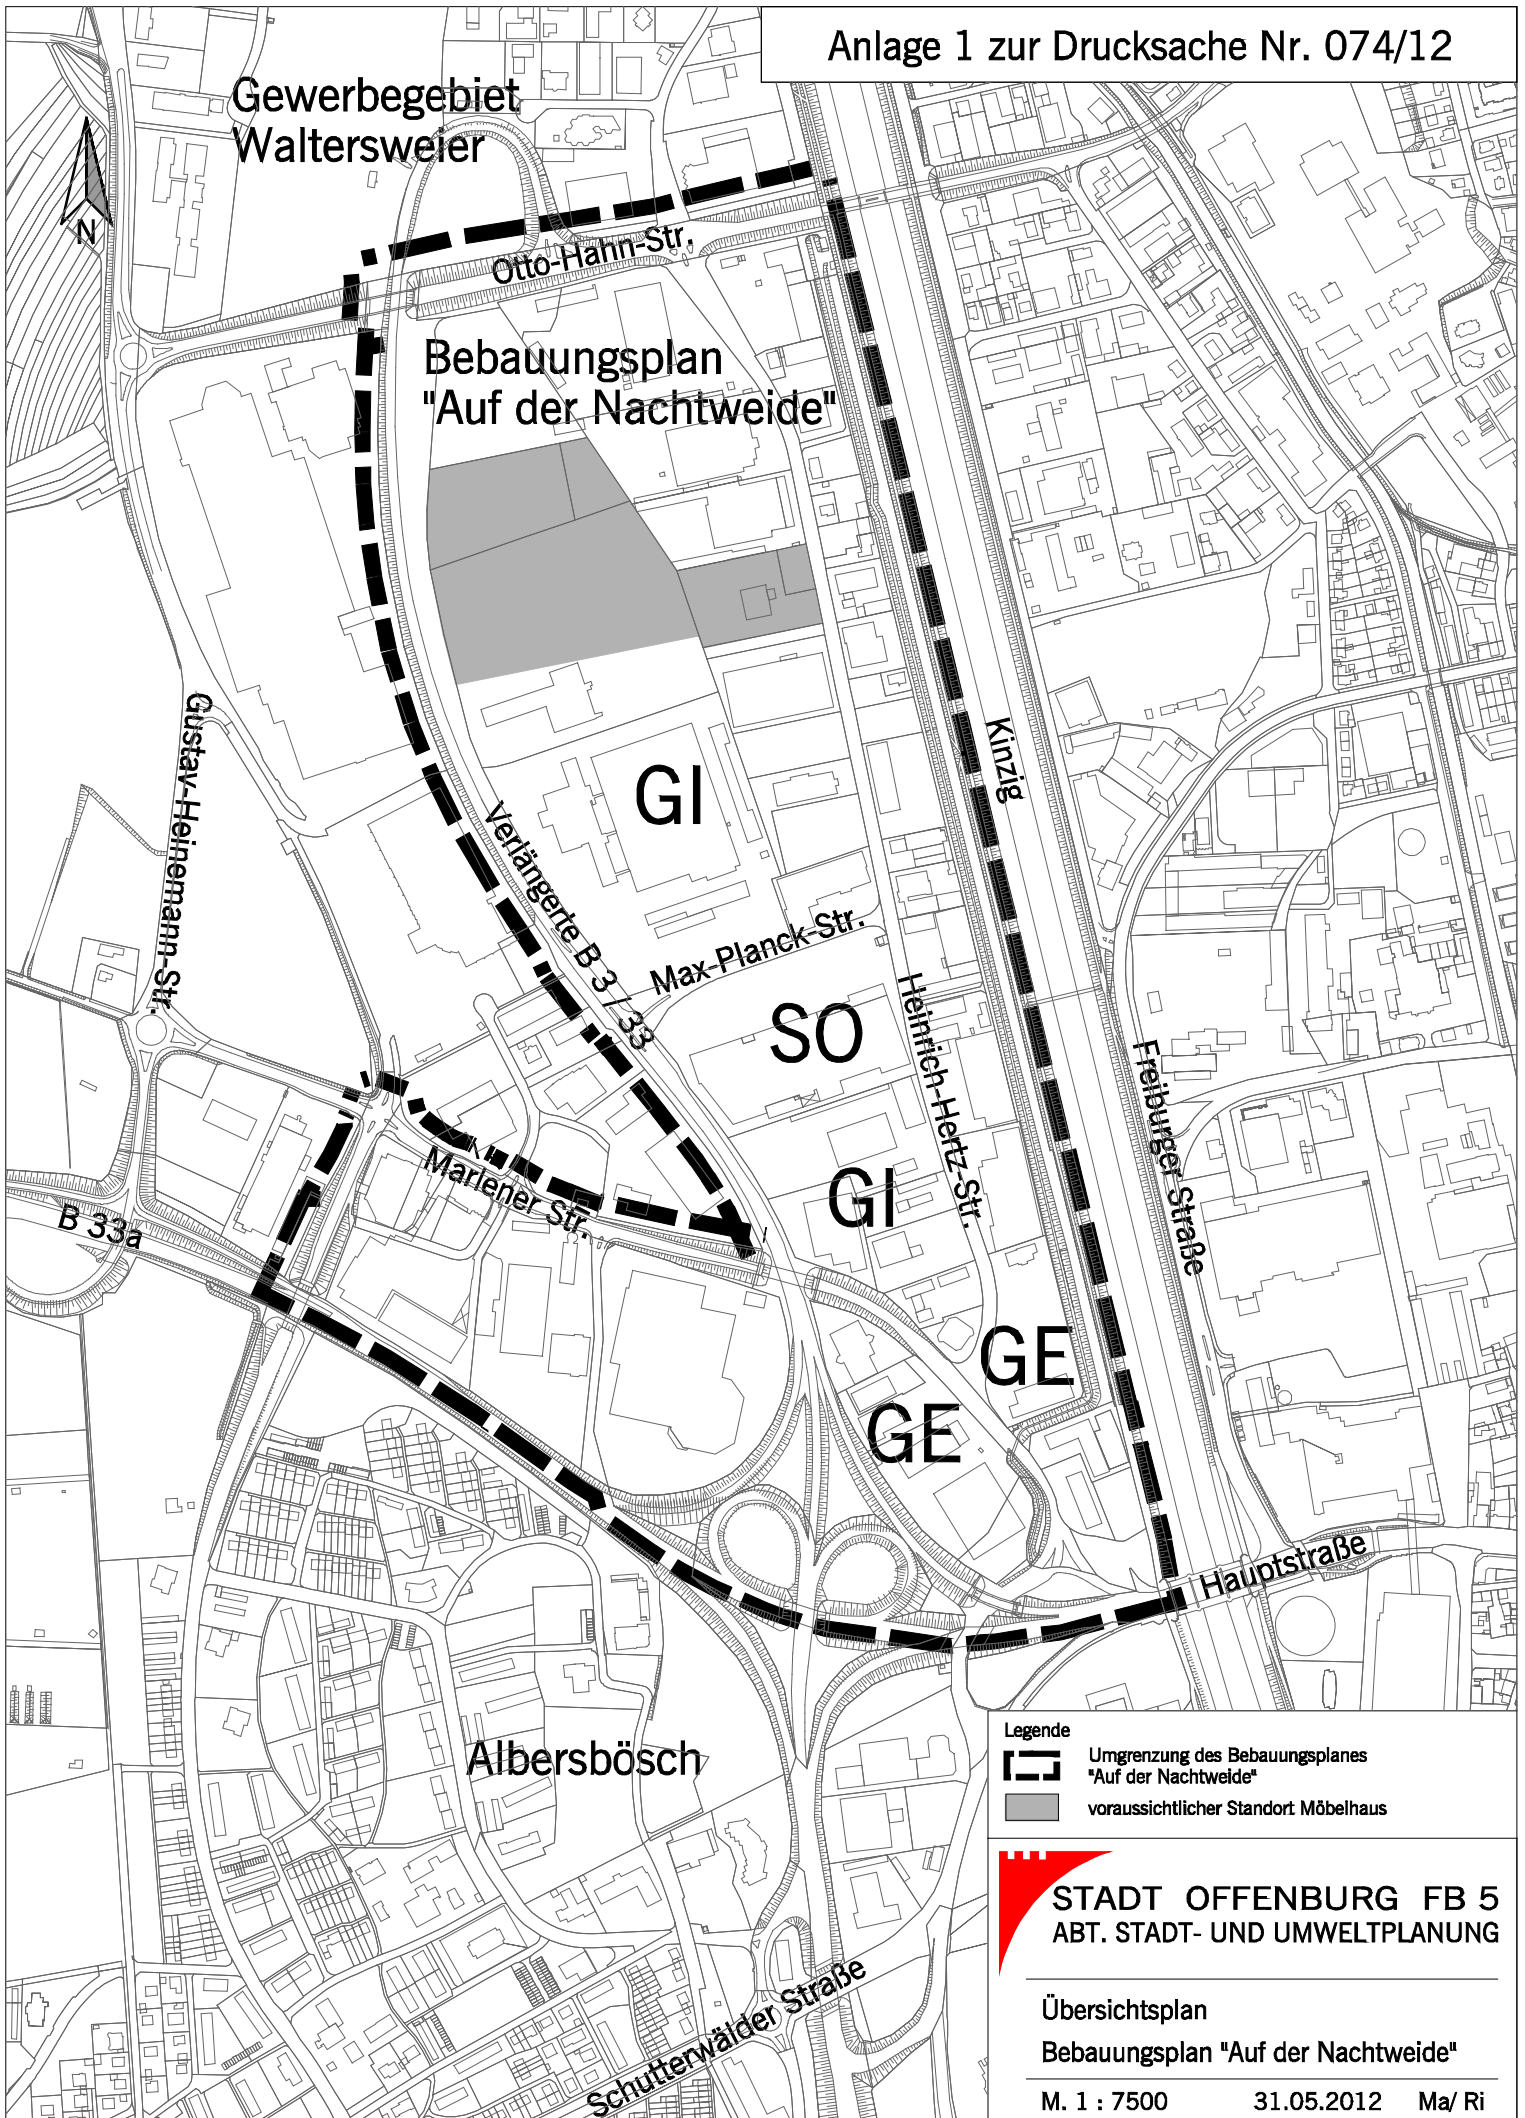 Anlage 1 zur Drucksache Nr. 074/12
Gewerbegebiet
Waltersweier
N
Otto-Hahn-Str.
Bebauungsplan
"Auf der Nachtweide"
Gustav-Heinemann-Str.
Kinzig
GI
Verlängerte B 3 / 33
Max-Planck-Str.
SO
Heinrich-Hertz-Str.
Freiburger Straße
Marlener Str.
GI
B 33a
GE
GE
Hauptstraße
Albersbösch
Schutterwälder Straße
Legende
Umgrenzung des Bebauungsplanes
"Auf der Nachtweide"
voraussichtlicher Standort Möbelhaus
STADT OFFENBURG FB 5
ABT. STADT- UND UMWELTPLANUNG
Übersichtsplan
Bebauungsplan "Auf der Nachtweide"
M. 1 : 7500 31.05.2012 Ma/ Ri